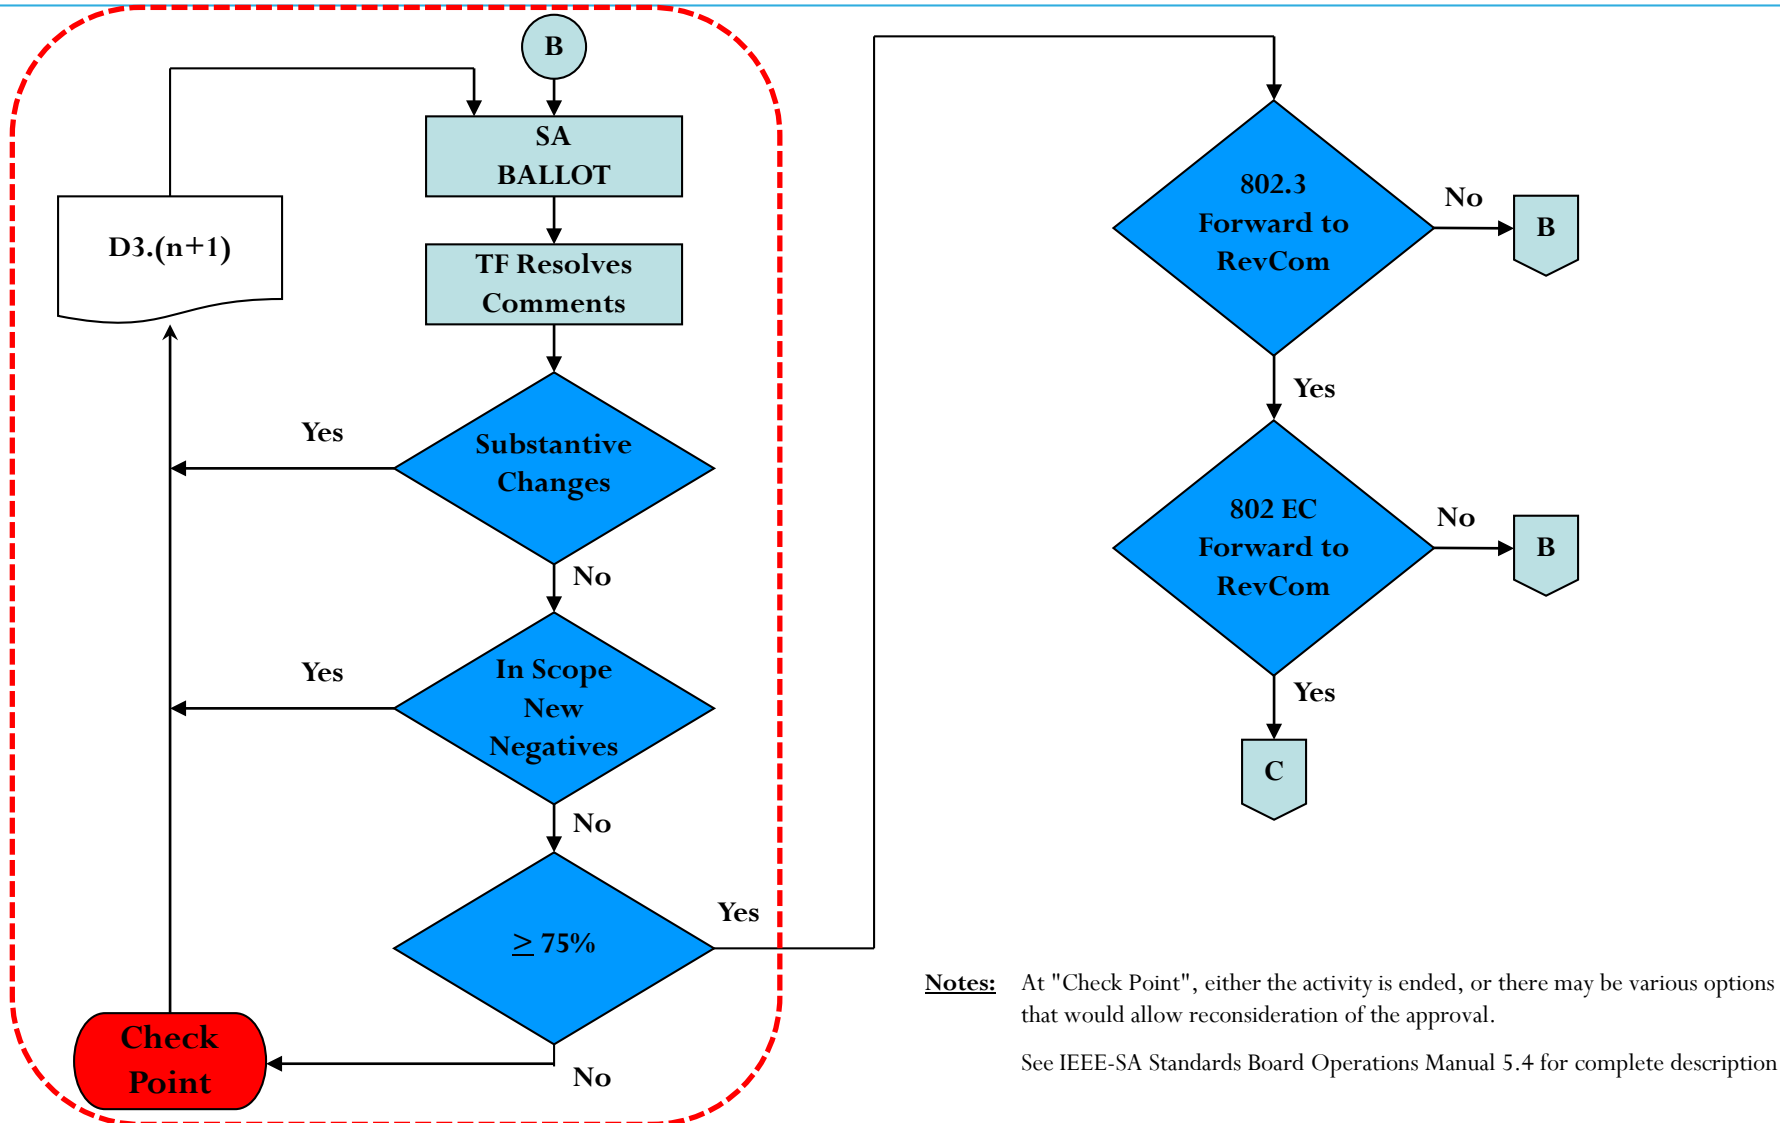 B
SA
BALLOT
D3.(n+1)
TF Resolves
Comments
Yes
Substantive
Changes
No
Yes
In Scope
New
Negatives
No
≥ 75%
Yes
Check
Point
No
802.3
Forward to
RevCom
No
B
Yes
802 EC
Forward to
RevCom
No
B
Yes
C
Notes: At "Check Point", either the activity is ended, or there may be various options
that would allow reconsideration of the approval.
See IEEE-SA Standards Board Operations Manual 5.4 for complete description